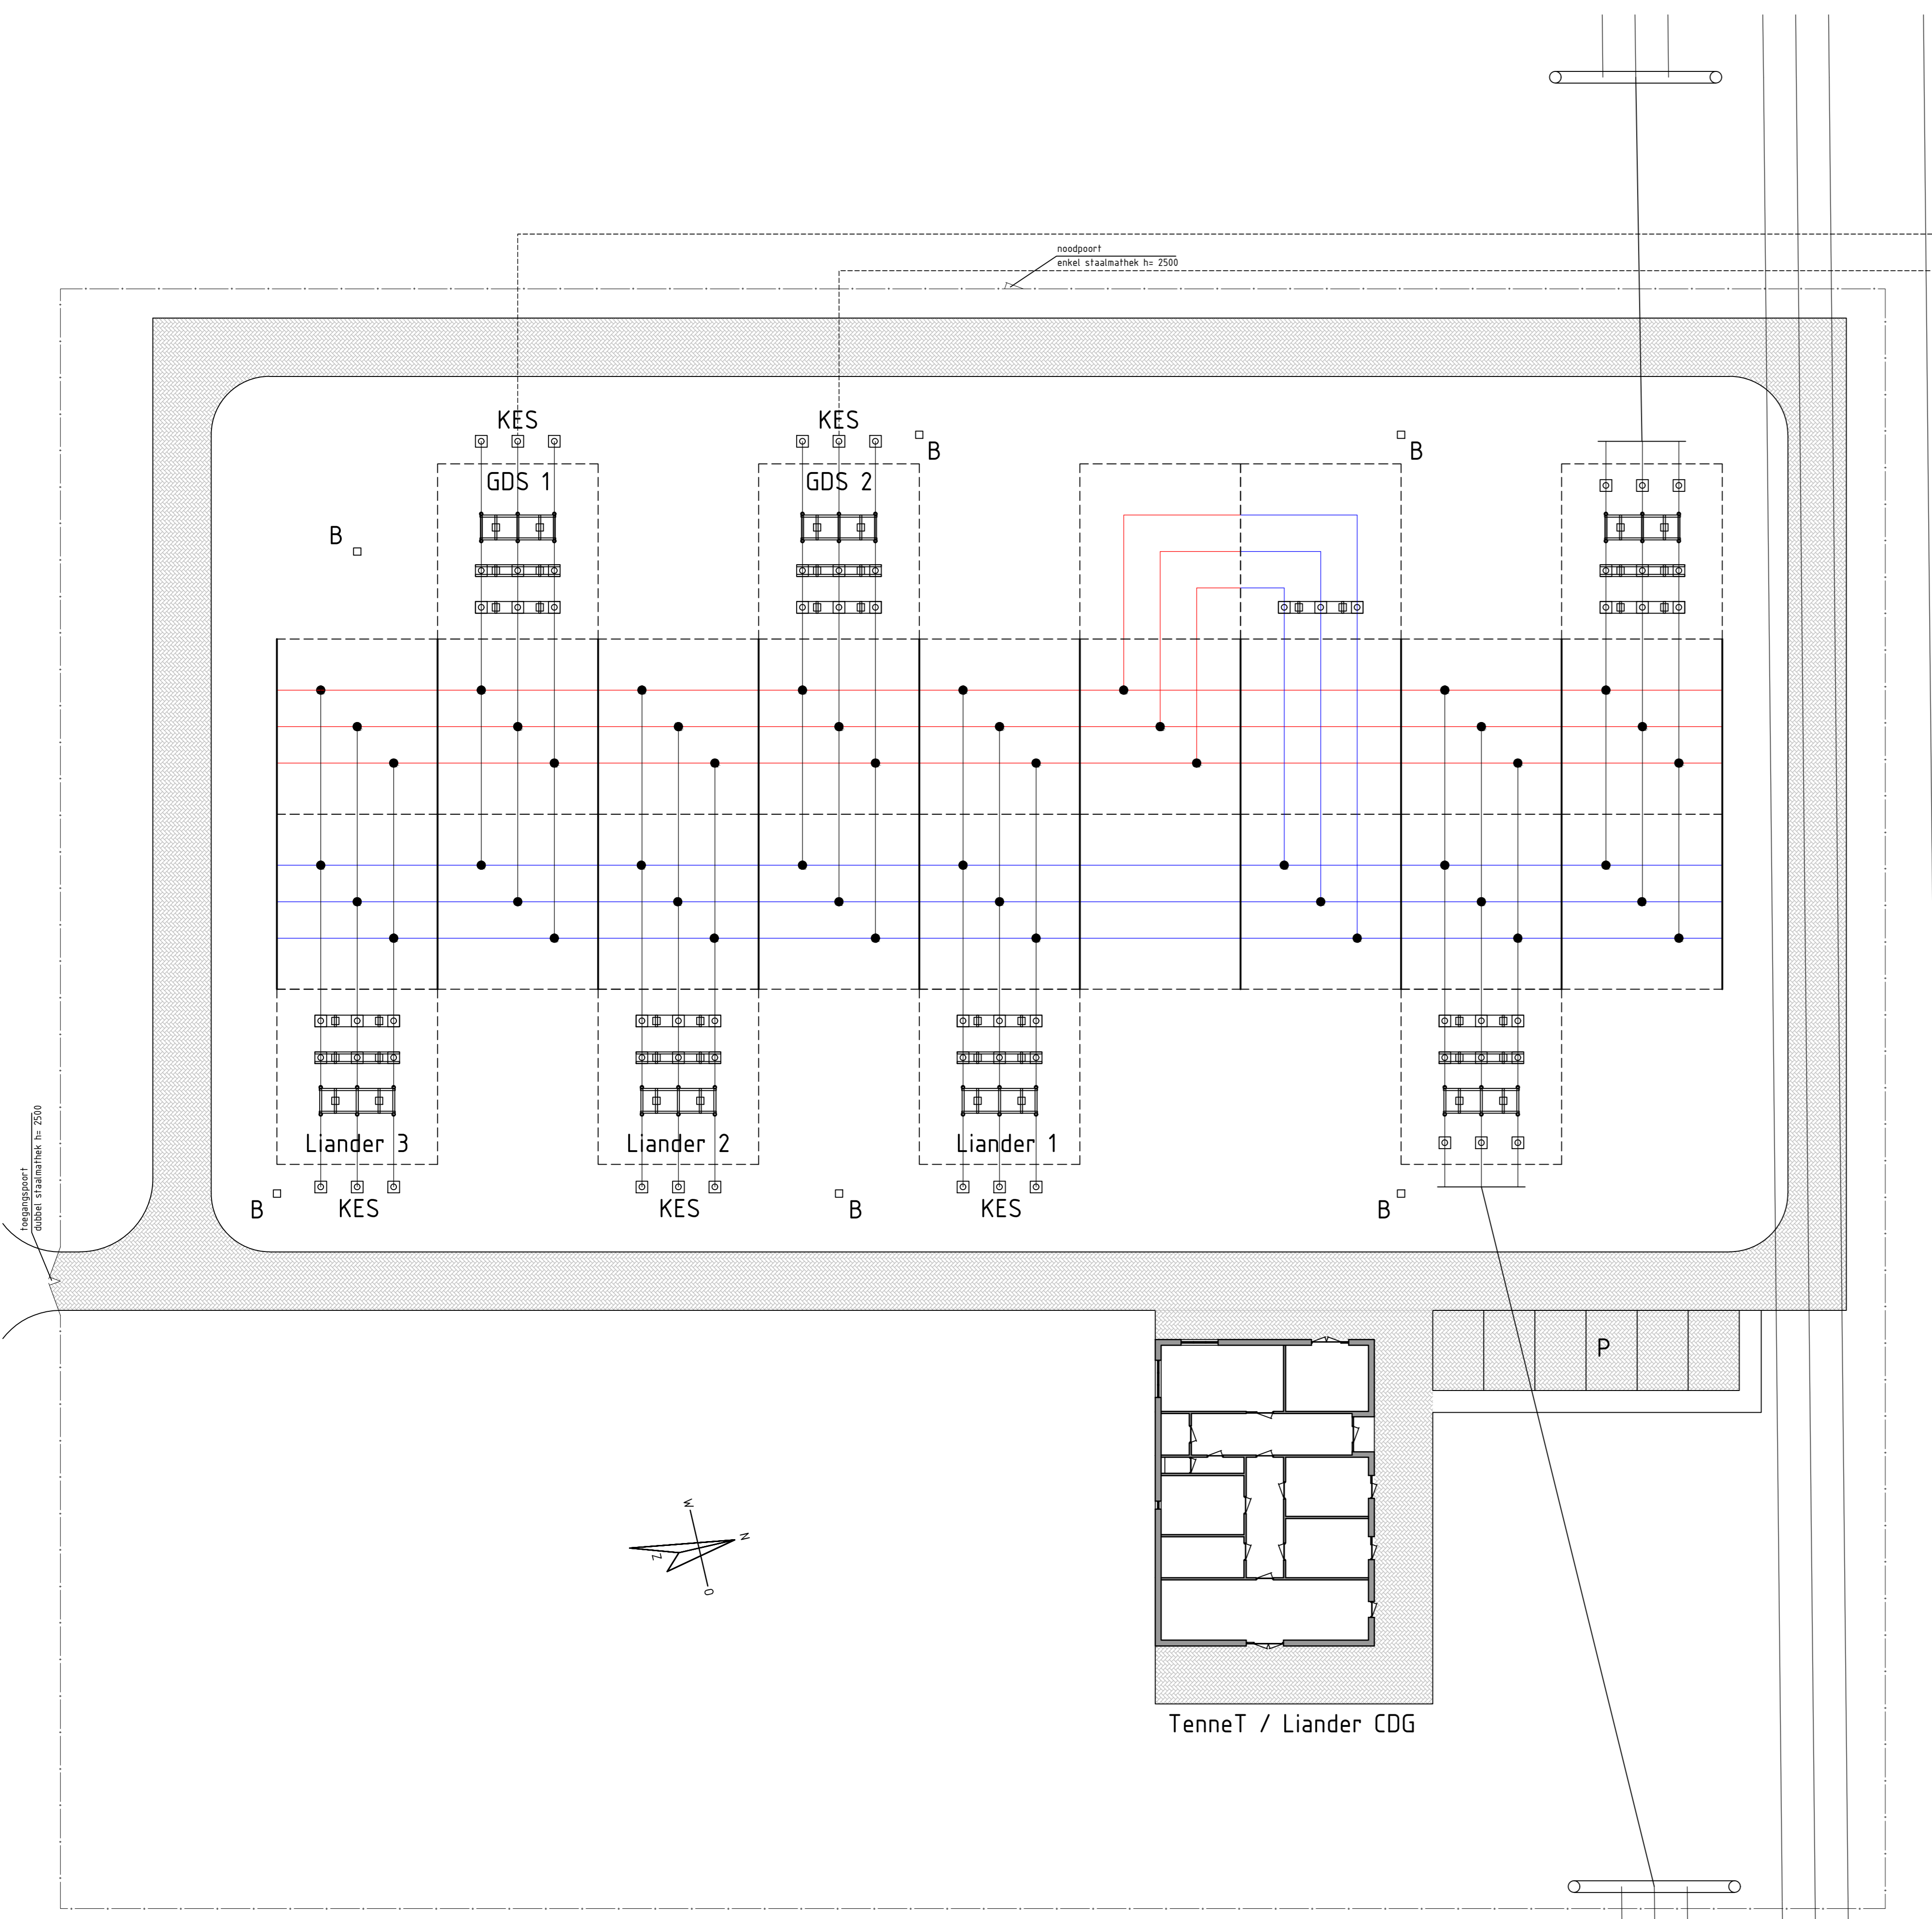 noodpoort
enkel staalmathek h= 2500
KES
KES
B
B
GDS 1
GDS 2
B
toegangspoort
dubbel staalmathek h= 2500
Liander 3
Liander 2
Liander 1
KES
KES
KES
B
B
B
P
W
N
Z
O
TenneT / Liander CDG